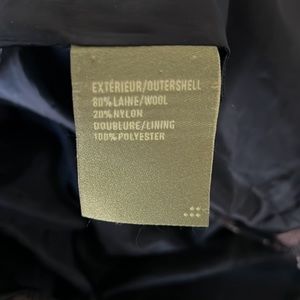 EXTÉRIEUR/OUTERSHELL
80% LAINE/WOOL
20% NYLON
DOUBLURE/LINING
100% POLYESTER